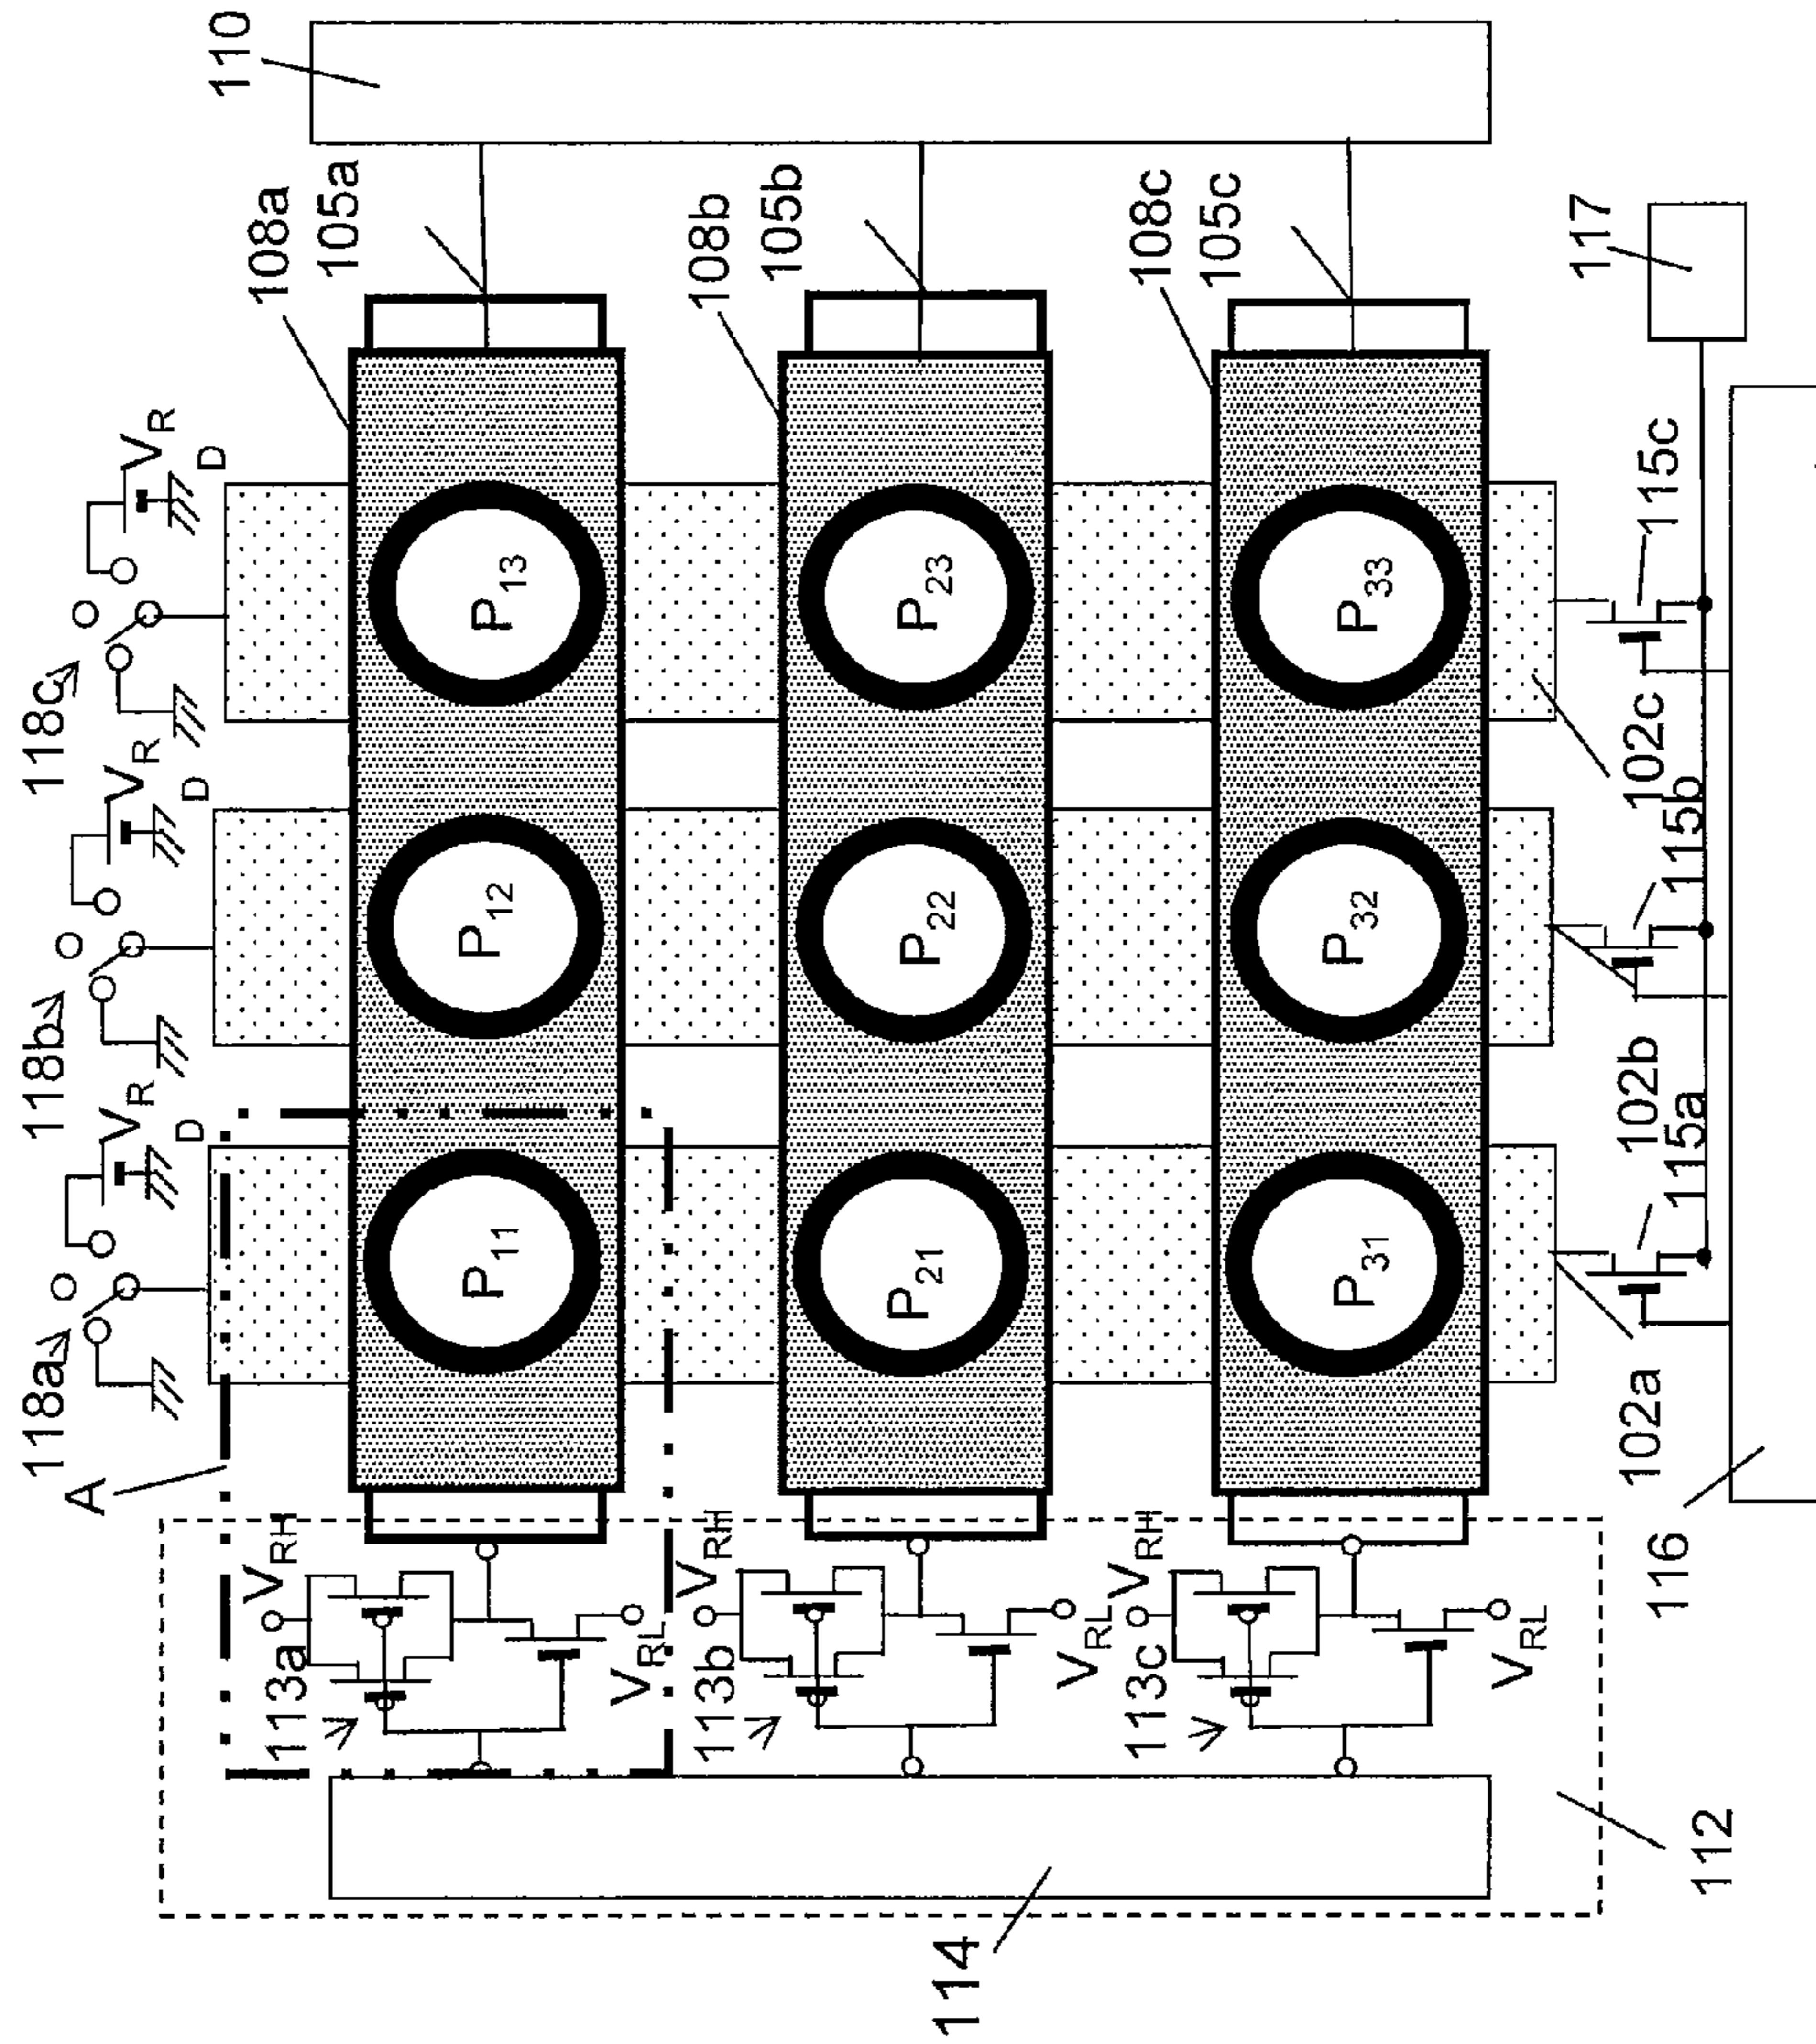 118a
118b
118c
V_R D
V_R D
V_R D
A
108a
105a
110
108b
105b
108c
105c
117
P_11
P_12
P_13
P_21
P_22
P_23
P_31
P_32
P_33
V_RH
113a
V_RL
V_RH
113b
V_RL
V_RH
113c
V_RL
114
112
116
102a
115a
102b
115b
102c
115c